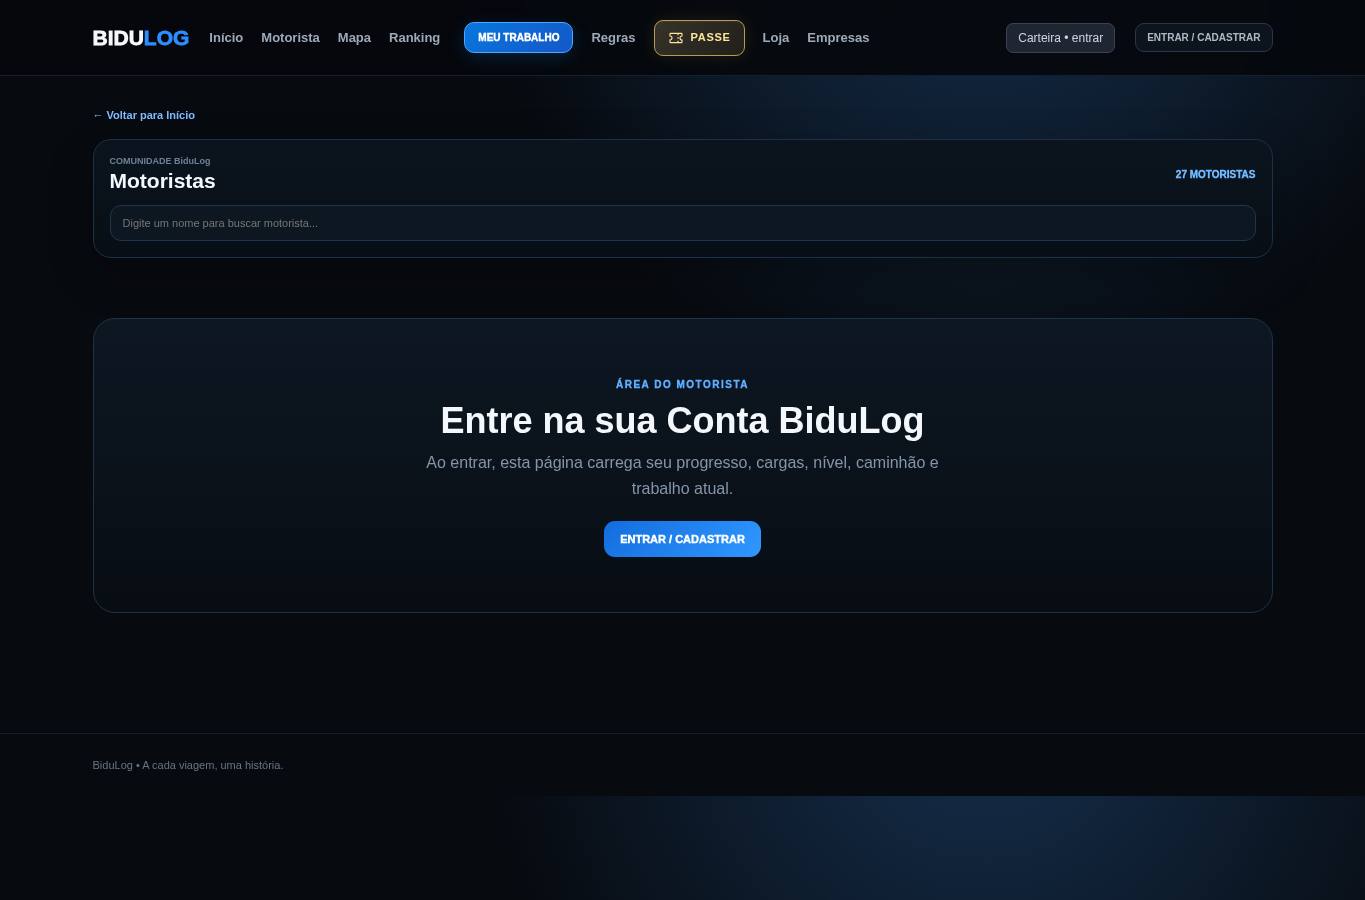 BIDULOG Início Motorista Mapa Ranking MEU TRABALHO Regras PASSE Loja Empresas Carteira • entrar ENTRAR / CADASTRAR
← Voltar para Início
COMUNIDADE BiduLog
Motoristas
27 MOTORISTAS
Digite um nome para buscar motorista...
ÁREA DO MOTORISTA
Entre na sua Conta BiduLog
Ao entrar, esta página carrega seu progresso, cargas, nível, caminhão e
trabalho atual.
ENTRAR / CADASTRAR
BiduLog • A cada viagem, uma história.